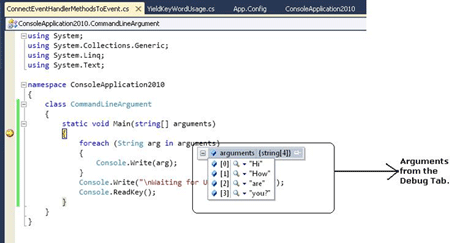 ConnectEventHandlerMethodsToEvent.cs YieldKeyWordUsage.cs App.Config ConsoleApplication2010
ConsoleApplication2010.CommandLineArgument
using System;
using System.Collections.Generic;
using System.Linq;
using System.Text;
namespace ConsoleApplication2010
{
class CommandLineArgument
{
static void Main(string[] arguments)
{
foreach (String arg in arguments)
{
arguments {string[4]}
[0] "Hi"
Console.Write(arg);
[1] "How"
}
[2] "are"
Console.Write("\nWaiting for U );
[3] "you?"
Console.ReadKey();
}
}
}
Arguments
from the
Debug Tab.